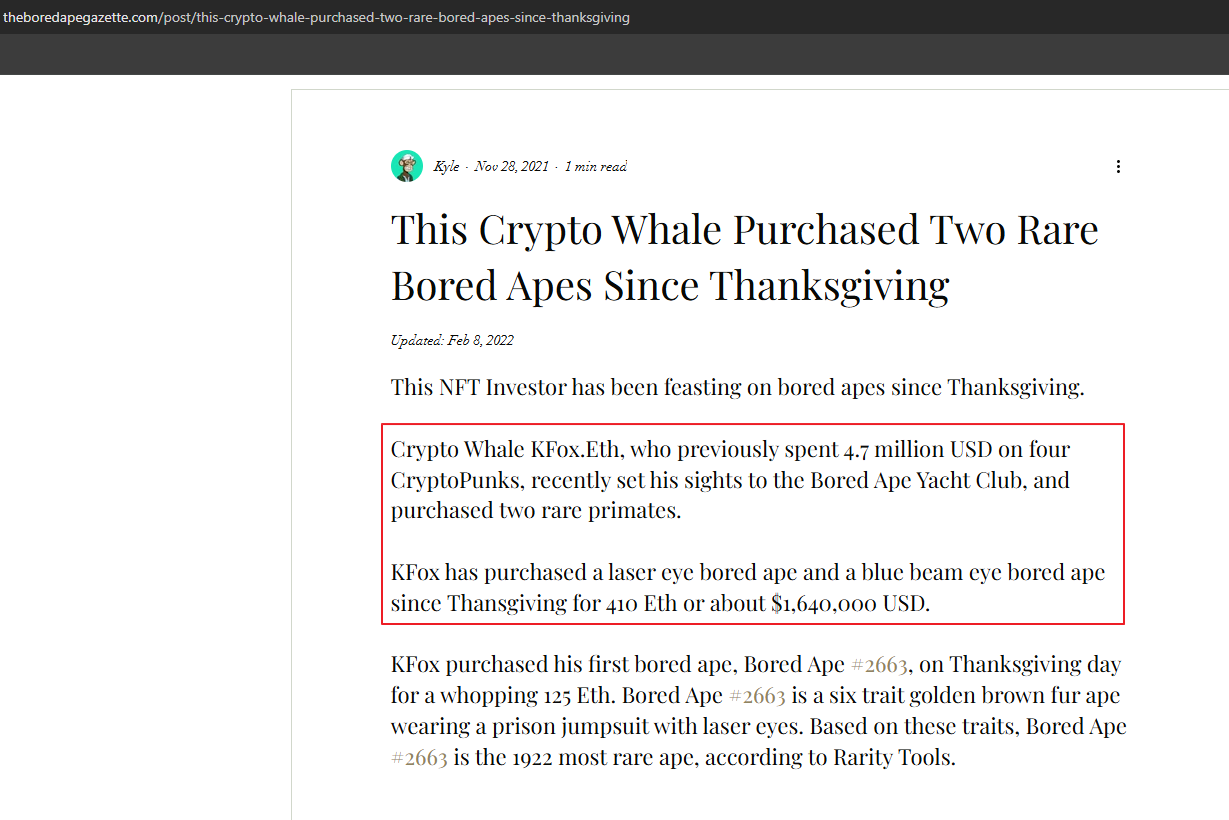 theboredapegazette.com/post/this-crypto-whale-purchased-two-rare-bored-apes-since-thanksgiving
Kyle · Nov 28, 2021 · 1 min read
This Crypto Whale Purchased Two Rare
Bored Apes Since Thanksgiving
Updated: Feb 8, 2022
This NFT Investor has been feasting on bored apes since Thanksgiving.
Crypto Whale KFox.Eth, who previously spent 4.7 million USD on four
CryptoPunks, recently set his sights to the Bored Ape Yacht Club, and
purchased two rare primates.
KFox has purchased a laser eye bored ape and a blue beam eye bored ape
since Thansgiving for 410 Eth or about $1,640,000 USD.
KFox purchased his first bored ape, Bored Ape #2663, on Thanksgiving day
for a whopping 125 Eth. Bored Ape #2663 is a six trait golden brown fur ape
wearing a prison jumpsuit with laser eyes. Based on these traits, Bored Ape
#2663 is the 1922 most rare ape, according to Rarity Tools.